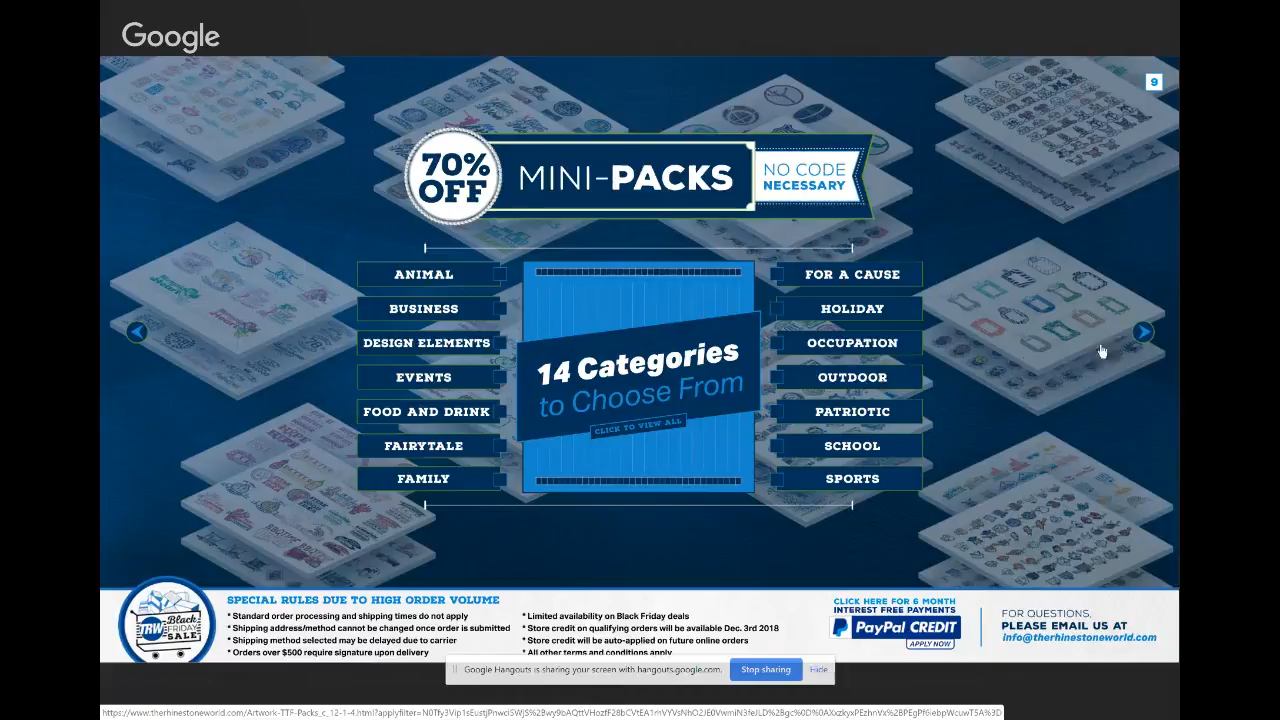 Google
9
70%
OFF
MINI-PACKS
NO CODE
NECESSARY
ANIMAL
BUSINESS
DESIGN ELEMENTS
EVENTS
FOOD AND DRINK
FAIRYTALE
FAMILY
14 Categories
to Choose From
CLICK TO VIEW ALL
FOR A CAUSE
HOLIDAY
OCCUPATION
OUTDOOR
PATRIOTIC
SCHOOL
SPORTS
TRW Black
FRIDAY
SALE
SPECIAL RULES DUE TO HIGH ORDER VOLUME
* Standard order processing and shipping times do not apply
* Shipping address/method cannot be changed once order is submitted
* Shipping method selected may be delayed due to carrier
* Orders over $500 require signature upon delivery
* Limited availability on Black Friday deals
* Store credit on qualifying orders will be available Dec. 3rd 2018
* Store credit will be auto-applied on future online orders
* All other terms and conditions apply
CLICK HERE FOR 6 MONTH
INTEREST FREE PAYMENTS
PayPal CREDIT
APPLY NOW
FOR QUESTIONS,
PLEASE EMAIL US AT
info@therhinestoneworld.com
Google Hangouts is sharing your screen with hangouts.google.com.
Stop sharing
Hide